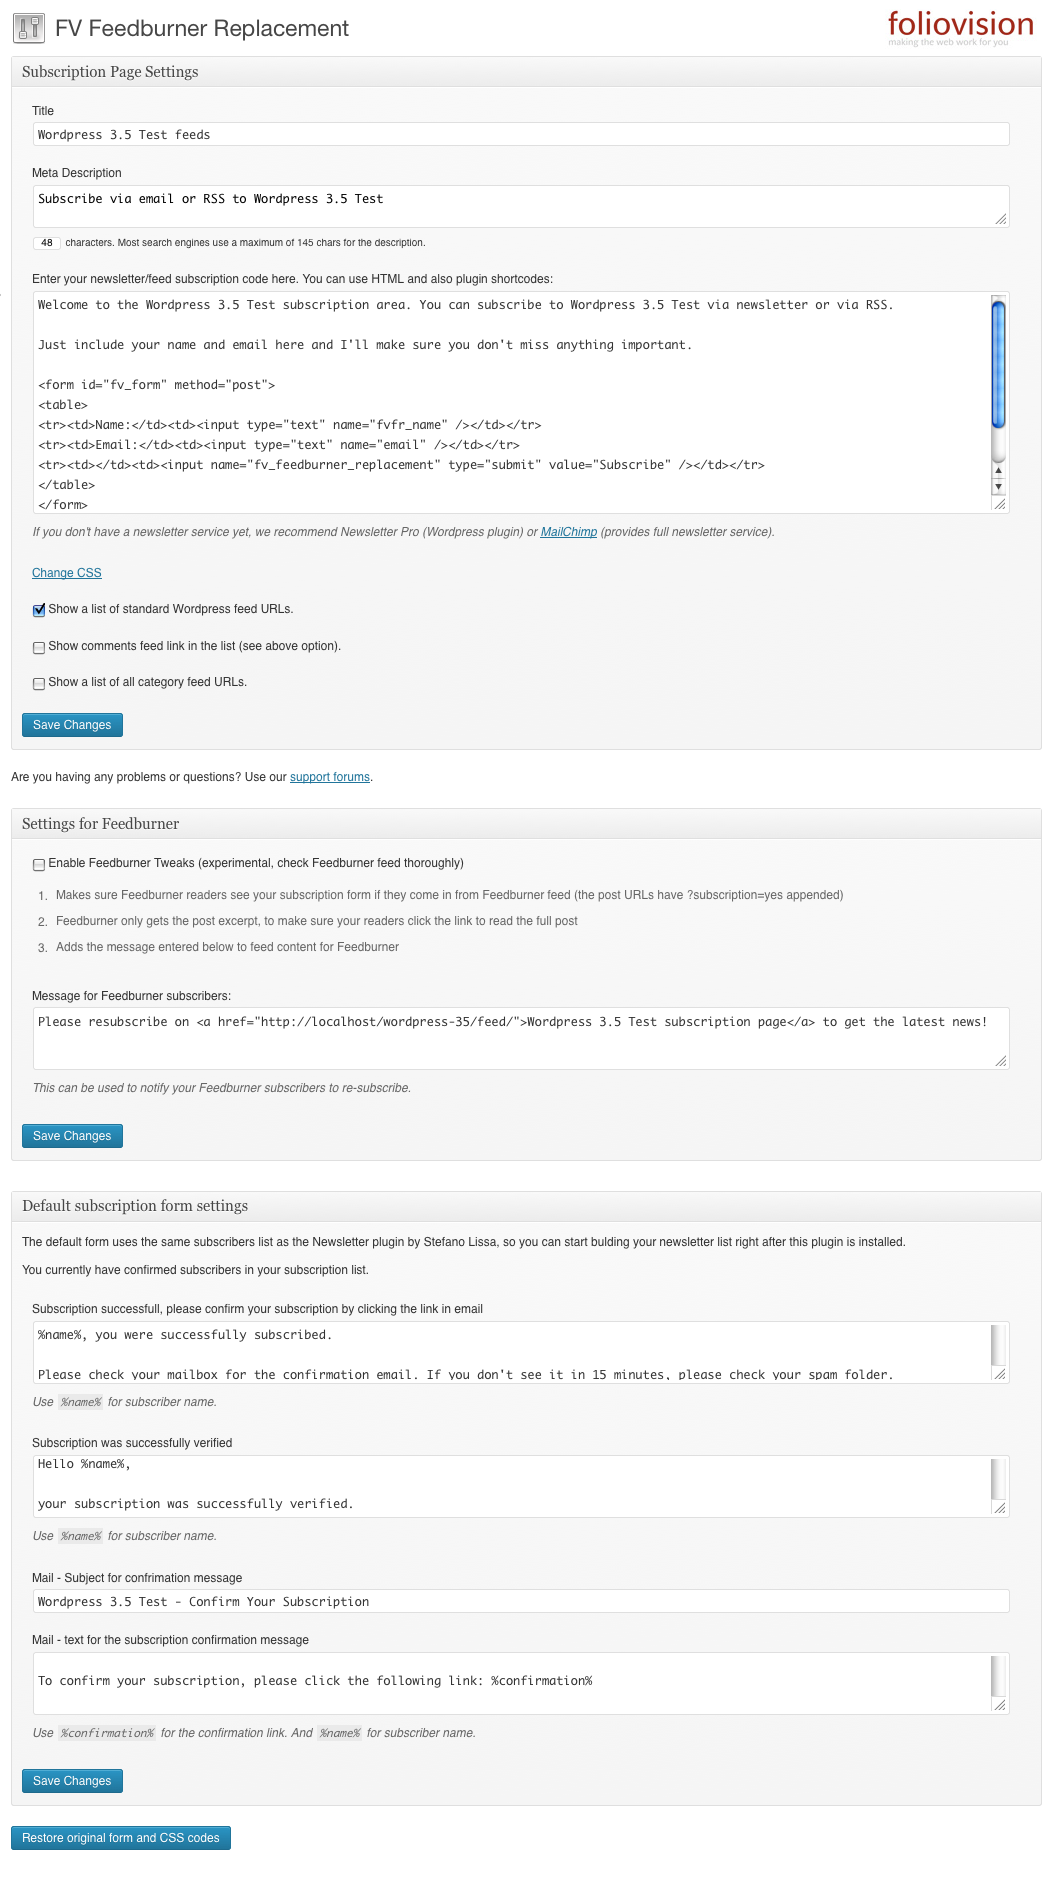 FV Feedburner Replacement
foliovision
making the web work for you
Subscription Page Settings
Title
Wordpress 3.5 Test feeds
Meta Description
Subscribe via email or RSS to Wordpress 3.5 Test
48 characters. Most search engines use a maximum of 145 chars for the description.
Enter your newsletter/feed subscription code here. You can use HTML and also plugin shortcodes:
Welcome to the Wordpress 3.5 Test subscription area. You can subscribe to Wordpress 3.5 Test via newsletter or via RSS.
Just include your name and email here and I'll make sure you don't miss anything important.
<form id="fv_form" method="post">
<table>
<tr><td>Name:</td><td><input type="text" name="fvfr_name" /></td></tr>
<tr><td>Email:</td><td><input type="text" name="email" /></td></tr>
<tr><td></td><td><input name="fv_feedburner_replacement" type="submit" value="Subscribe" /></td></tr>
</table>
</form>
If you don't have a newsletter service yet, we recommend Newsletter Pro (Wordpress plugin) or MailChimp (provides full newsletter service).
Change CSS
Show a list of standard Wordpress feed URLs.
Show comments feed link in the list (see above option).
Show a list of all category feed URLs.
Save Changes
Are you having any problems or questions? Use our support forums.
Settings for Feedburner
Enable Feedburner Tweaks (experimental, check Feedburner feed thoroughly)
1. Makes sure Feedburner readers see your subscription form if they come in from Feedburner feed (the post URLs have ?subscription=yes appended)
2. Feedburner only gets the post excerpt, to make sure your readers click the link to read the full post
3. Adds the message entered below to feed content for Feedburner
Message for Feedburner subscribers:
Please resubscribe on <a href="http://localhost/wordpress-35/feed/">Wordpress 3.5 Test subscription page</a> to get the latest news!
This can be used to notify your Feedburner subscribers to re-subscribe.
Save Changes
Default subscription form settings
The default form uses the same subscribers list as the Newsletter plugin by Stefano Lissa, so you can start bulding your newsletter list right after this plugin is installed.
You currently have confirmed subscribers in your subscription list.
Subscription successfull, please confirm your subscription by clicking the link in email
%name%, you were successfully subscribed.
Please check your mailbox for the confirmation email. If you don't see it in 15 minutes, please check your spam folder.
Use %name% for subscriber name.
Subscription was successfully verified
Hello %name%,
your subscription was successfully verified.
Use %name% for subscriber name.
Mail - Subject for confrimation message
Wordpress 3.5 Test - Confirm Your Subscription
Mail - text for the subscription confirmation message
To confirm your subscription, please click the following link: %confirmation%
Use %confirmation% for the confirmation link. And %name% for subscriber name.
Save Changes
Restore original form and CSS codes